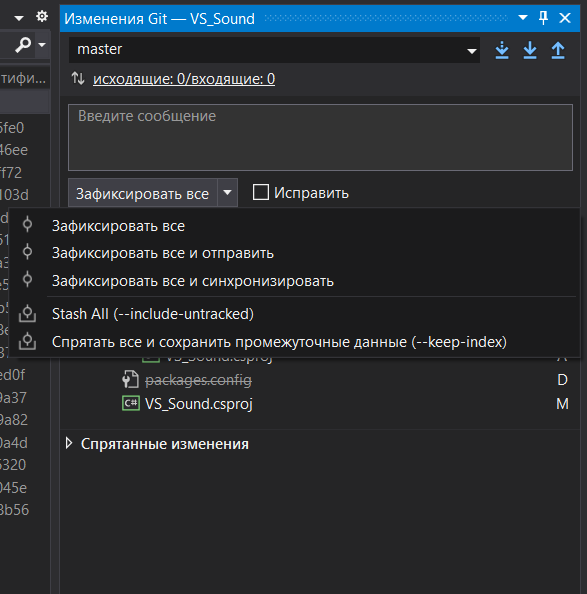 Изменения Git — VS_Sound
master
исходящие: 0/входящие: 0
Введите сообщение
Зафиксировать все
Исправить
Зафиксировать все
Зафиксировать все и отправить
Зафиксировать все и синхронизировать
Stash All (--include-untracked)
Спрятать все и сохранить промежуточные данные (--keep-index)
VS_Sound.csproj
A
packages.config
D
C# VS_Sound.csproj
M
Спрятанные изменения
тифи...
6fe0
46ee
ff72
103d
ed0f
9a37
9a82
0a4d
6320
045e
3b56